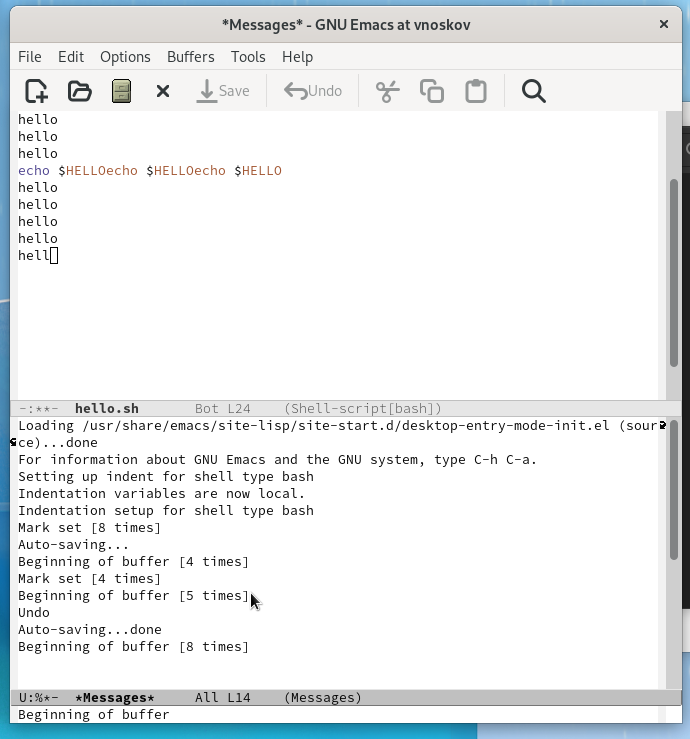 *Messages* - GNU Emacs at vnoskov
File Edit Options Buffers Tools Help
Save Undo
hello
hello
hello
echo $HELLOecho $HELLOecho $HELLO
hello
hello
hello
hello
hell
-:**- hello.sh Bot L24 (Shell-script[bash])
Loading /usr/share/emacs/site-lisp/site-start.d/desktop-entry-mode-init.el (sour
ce)...done
For information about GNU Emacs and the GNU system, type C-h C-a.
Setting up indent for shell type bash
Indentation variables are now local.
Indentation setup for shell type bash
Mark set [8 times]
Auto-saving...
Beginning of buffer [4 times]
Mark set [4 times]
Beginning of buffer [5 times]
Undo
Auto-saving...done
Beginning of buffer [8 times]
U:%*- *Messages* All L14 (Messages)
Beginning of buffer